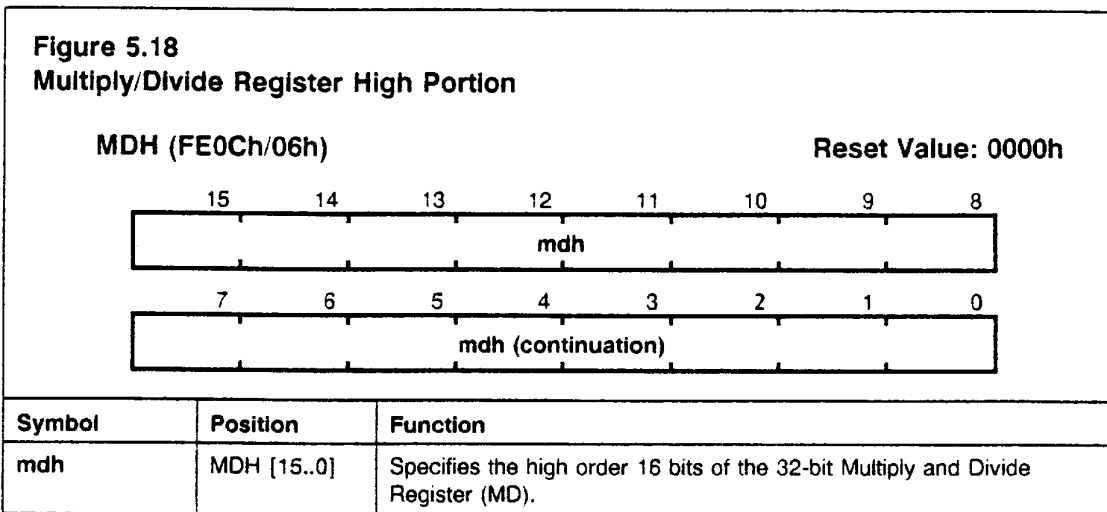 Figure 5.18
Multiply/Divide Register High Portion
MDH (FE0Ch/06h) Reset Value: 0000h
15 14 13 12 11 10 9 8
mdh
7 6 5 4 3 2 1 0
mdh (continuation)
Symbol Position Function
mdh MDH [15..0] Specifies the high order 16 bits of the 32-bit Multiply and Divide
Register (MD).